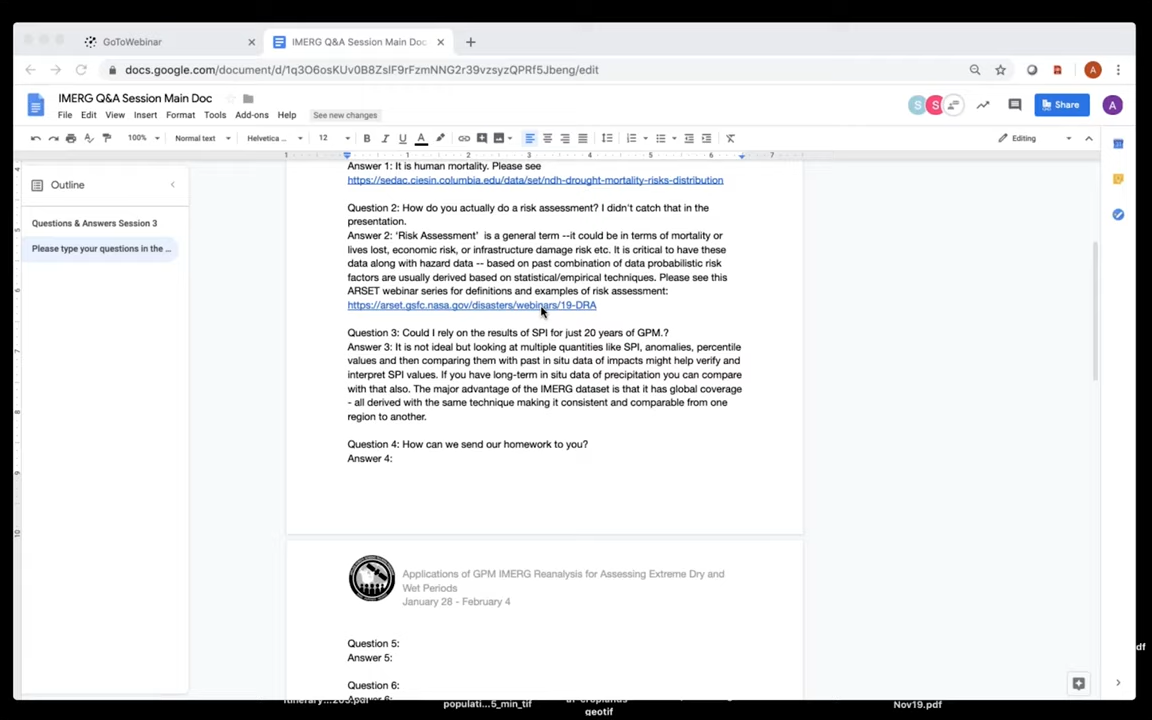 GoToWebinar
IMERG Q&A Session Main Doc
docs.google.com/document/d/1q3O6osKUv0B8ZslF9rFzmNNG2r39vzsyzQPRf5Jbeng/edit
A
IMERG Q&A Session Main Doc
File Edit View Insert Format Tools Add-ons Help See new changes
S S Share A
100% Normal text Helvetica ... 12 B I U A Editing
1 1 2 3 4 5 6 7
Outline
Questions & Answers Session 3
Please type your questions in the ...
Answer 1: It is human mortality. Please see
https://sedac.ciesin.columbia.edu/data/set/ndh-drought-mortality-risks-distribution
Question 2: How do you actually do a risk assessment? I didn't catch that in the
presentation.
Answer 2: 'Risk Assessment'  is a general term --it could be in terms of mortality or
lives lost, economic risk, or infrastructure damage risk etc. It is critical to have these
data along with hazard data -- based on past combination of data probabilistic risk
factors are usually derived based on statistical/empirical techniques. Please see this
ARSET webinar series for definitions and examples of risk assessment:
https://arset.gsfc.nasa.gov/disasters/webinars/19-DRA
Question 3: Could I rely on the results of SPI for just 20 years of GPM.?
Answer 3: It is not ideal but looking at multiple quantities like SPI, anomalies, percentile
values and then comparing them with past in situ data of impacts might help verify and
interpret SPI values. If you have long-term in situ data of precipitation you can compare
with that also. The major advantage of the IMERG dataset is that it has global coverage
- all derived with the same technique making it consistent and comparable from one
region to another.
Question 4: How can we send our homework to you?
Answer 4:
Applications of GPM IMERG Reanalysis for Assessing Extreme Dry and
Wet Periods
January 28 - February 4
Question 5:
Answer 5:
Question 6:
Answer 6:
populati...5_min_tif
geotif
Nov19.pdf
df